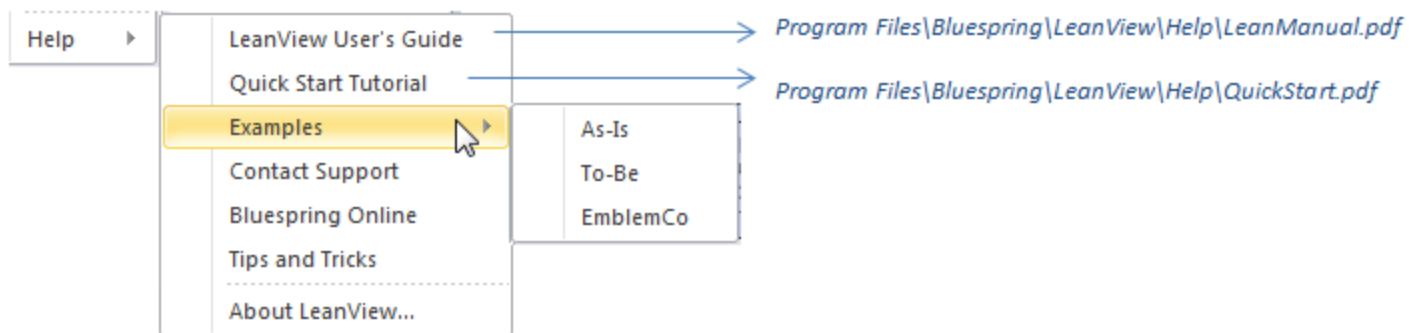 Help
LeanView User's Guide
Program Files\Bluespring\LeanView\Help\LeanManual.pdf
Quick Start Tutorial
Program Files\Bluespring\LeanView\Help\QuickStart.pdf
Examples
As-Is
Contact Support
To-Be
Bluespring Online
EmblemCo
Tips and Tricks
About LeanView...